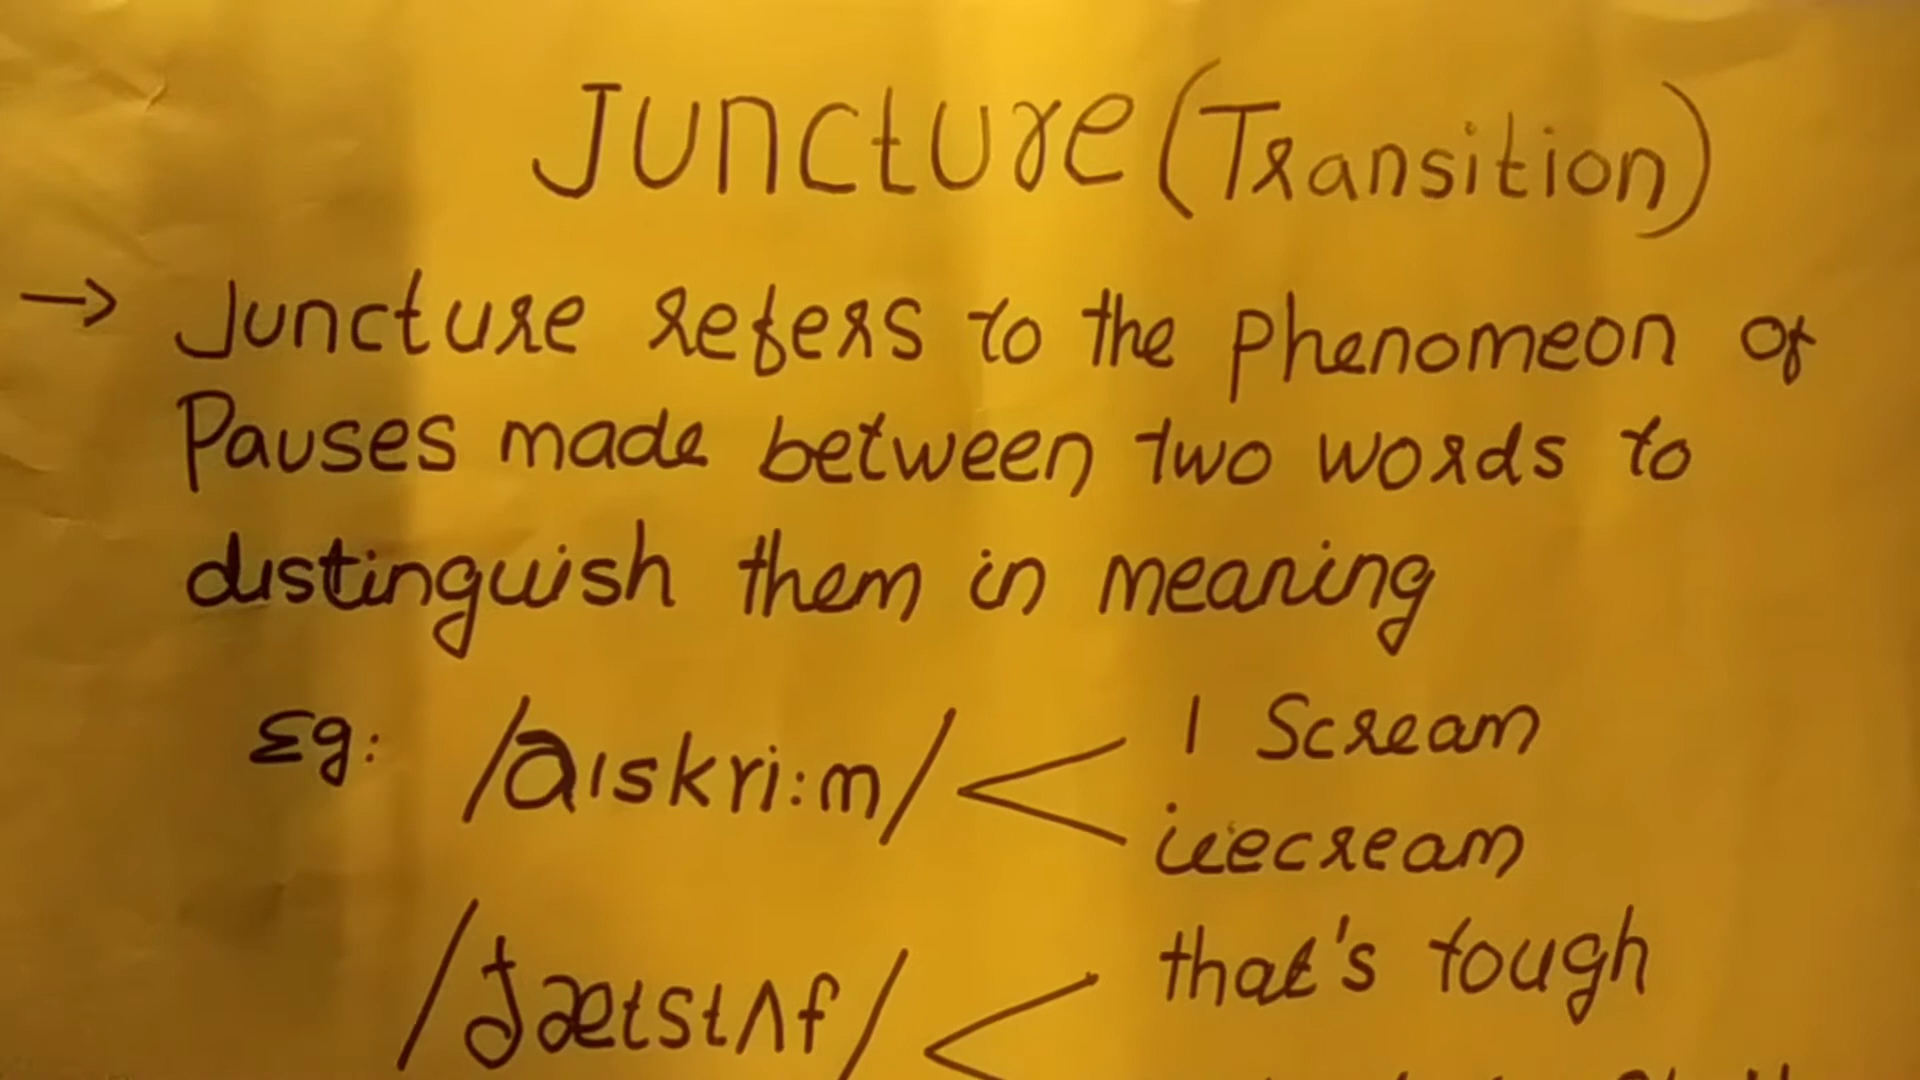 Juncture (Transition)
→ Juncture refers to the Phenomeon of
Pauses made between two words to
distinguish them in meaning
Eg: /aıskri:m/ < I Scream
icecream
/ðætstʌf/ < that's tough